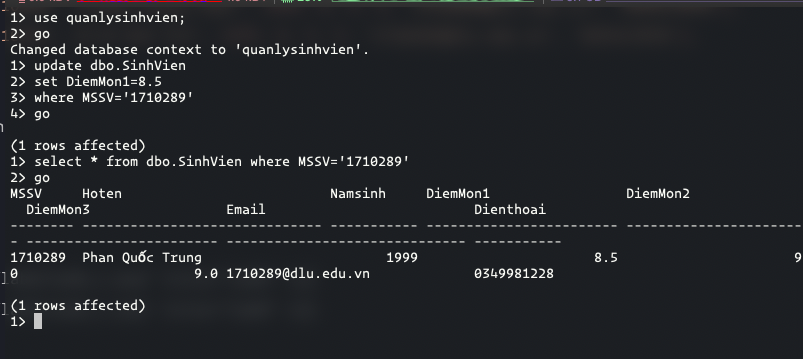 1> use quanlysinhvien;
2> go
Changed database context to 'quanlysinhvien'.
1> update dbo.SinhVien
2> set DiemMon1=8.5
3> where MSSV='1710289'
4> go
(1 rows affected)
1> select * from dbo.SinhVien where MSSV='1710289'
2> go
MSSV Hoten Namsinh DiemMon1 DiemMon2
DiemMon3 Email Dienthoai
-------- ------------------------------ ----------- ------------------------ ----------------------
- ------------------------ ------------------------------ -----------
1710289 Phan Quốc Trung 1999 8.5 9
0 9.0 1710289@dlu.edu.vn 0349981228
(1 rows affected)
1>